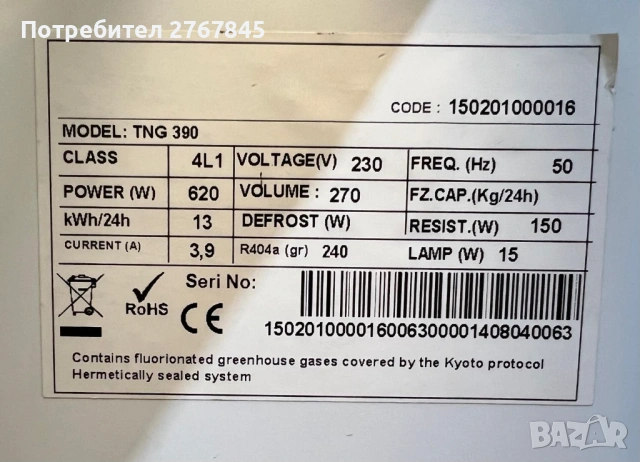 Потребител 2767845
CODE : 150201000016
MODEL: TNG 390
CLASS 4L1 VOLTAGE(V) 230 FREQ. (Hz) 50
POWER (W) 620 VOLUME : 270 FZ.CAP.(Kg/24h)
kWh/24h 13 DEFROST (W) RESIST.(W) 150
CURRENT (A) 3,9 R404a (gr) 240 LAMP (W) 15
Seri No:
RoHS CE
150201000016006300001408040063
Contains fluorionated greenhouse gases covered by the Kyoto protocol
Hermetically sealed system
BAZAR